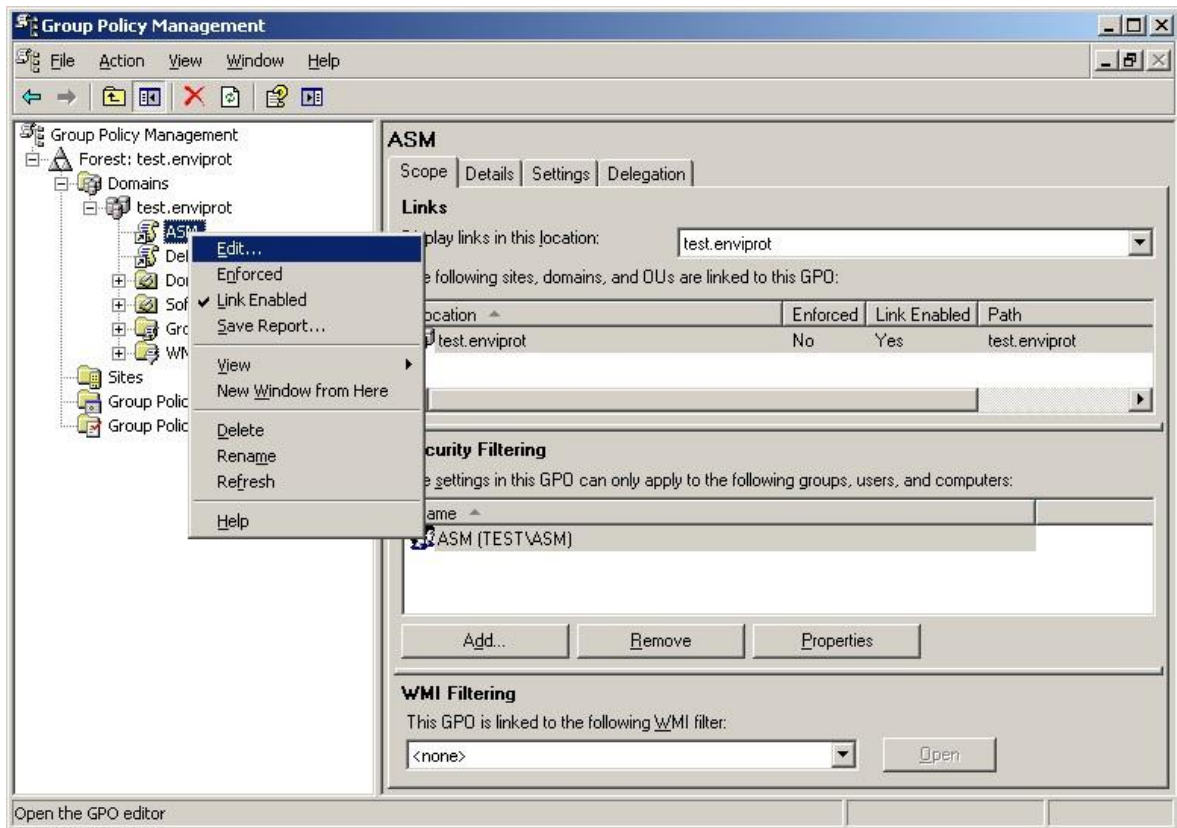 Group Policy Management
File Action View Window Help
Group Policy Management
Forest: test.enviprot
Domains
test.enviprot
ASM
Sites
Group Polic
Group Polic
Edit...
Enforced
Link Enabled
Save Report...
View
New Window from Here
Delete
Rename
Refresh
Help
ASM
Scope Details Settings Delegation
Links
play links in this location: test.enviprot
e following sites, domains, and OUs are linked to this GPO:
ocation Enforced Link Enabled Path
test.enviprot No Yes test.enviprot
curity Filtering
e settings in this GPO can only apply to the following groups, users, and computers:
ame
ASM (TEST\ASM)
Add... Remove Properties
WMI Filtering
This GPO is linked to the following WMI filter:
<none> Open
Open the GPO editor